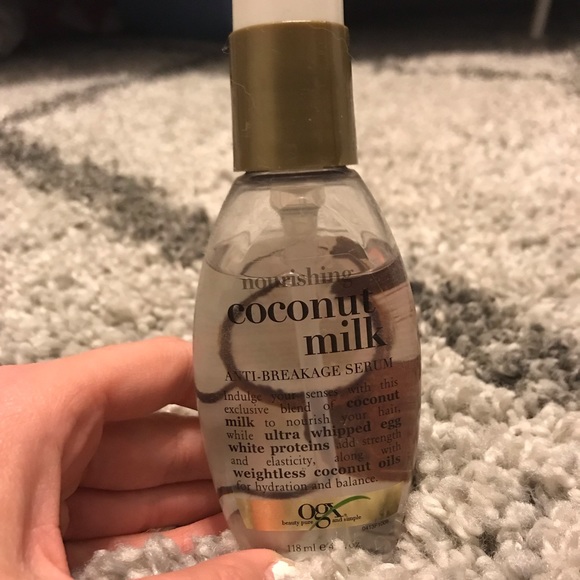 nourishing
coconut
milk
ANTI-BREAKAGE SERUM
Indulge your senses with this
exclusive blend of coconut
milk to nourish your hair,
while ultra whipped egg
white proteins add strength
and elasticity, along with
weightless coconut oils
for hydration and balance.
ogx
beauty pure and simple
118 ml e